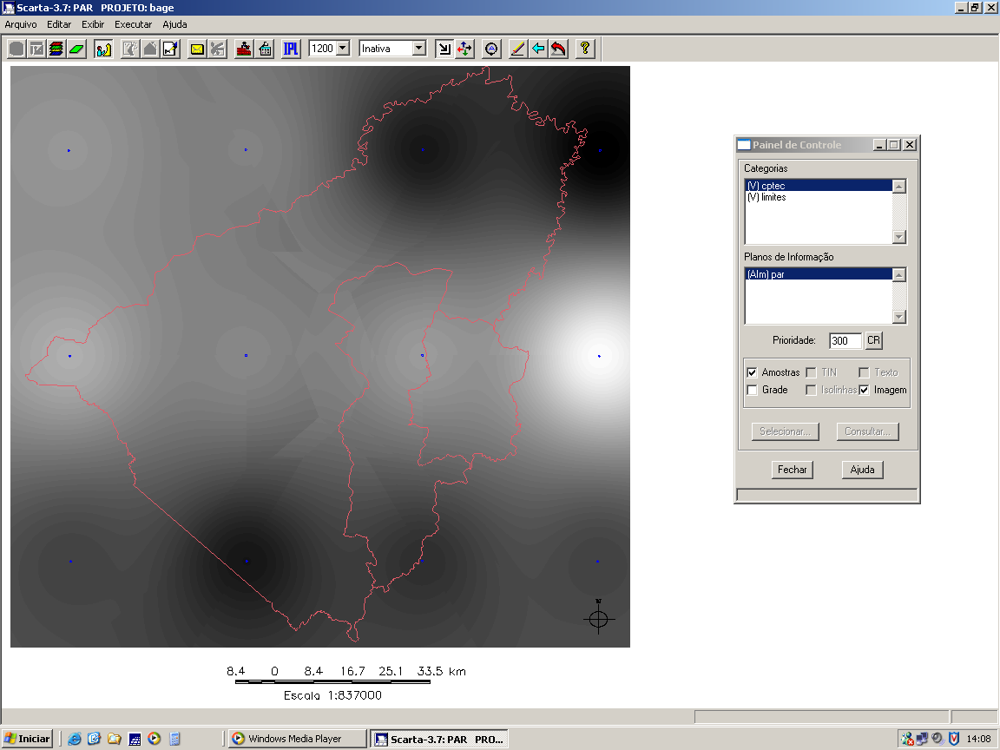 Scarta-3.7: PAR PROJETO: bage
Arquivo Editar Exibir Executar Ajuda
IPL 1200 Inativa ?
Painel de Controle
Categorias
(V) cptec
(V) limites
Planos de Informação
(AIm) par
Prioridade: 300 CR
Amostras TIN Texto
Grade Isolinhas Imagem
Selecionar... Consultar...
Fechar Ajuda
N
8.4 0 8.4 16.7 25.1 33.5 km
Escala 1:837000
Iniciar Windows Media Player Scarta-3.7: PAR PRO... 14:08